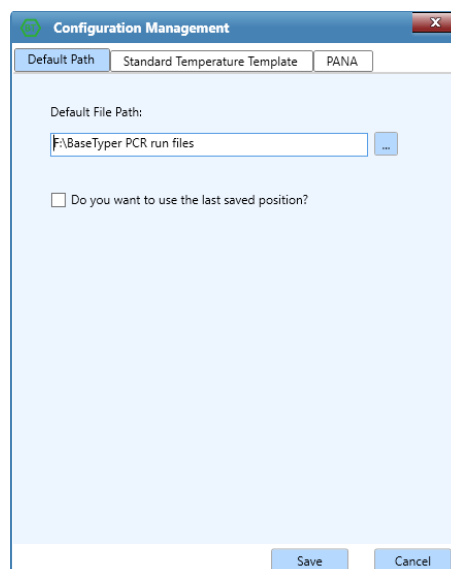 Configuration Management
x
Default Path Standard Temperature Template PANA
Default File Path:
F:\BaseTyper PCR run files ...
Do you want to use the last saved position?
Save Cancel